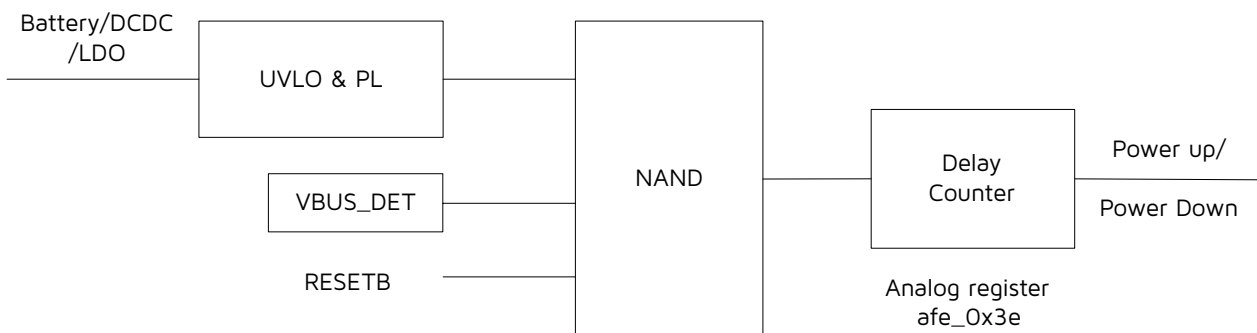 Battery/DCDC
/LDO
UVLO & PL
VBUS_DET
RESETB
NAND
Delay
Counter
Analog register
afe_0x3e
Power up/
Power Down